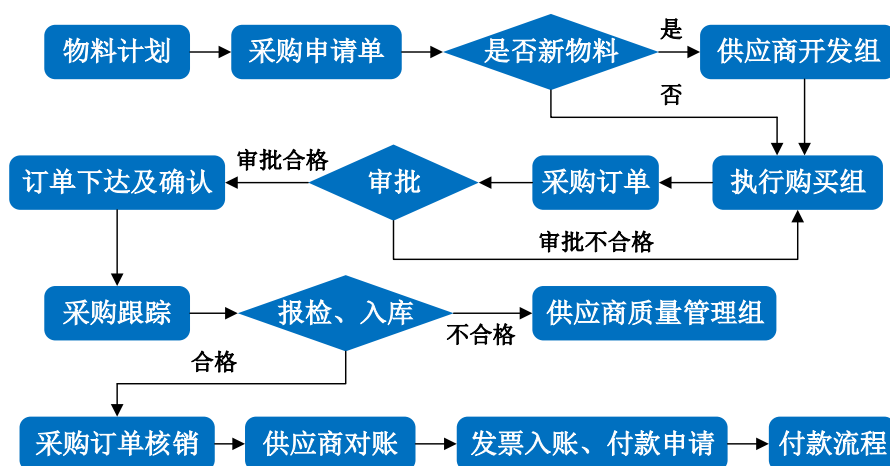 物料计划
采购申请单
是否新物料
是
供应商开发组
否
订单下达及确认
审批合格
审批
采购订单
执行购买组
审批不合格
采购跟踪
报检、入库
不合格
供应商质量管理组
合格
采购订单核销
供应商对账
发票入账、付款申请
付款流程